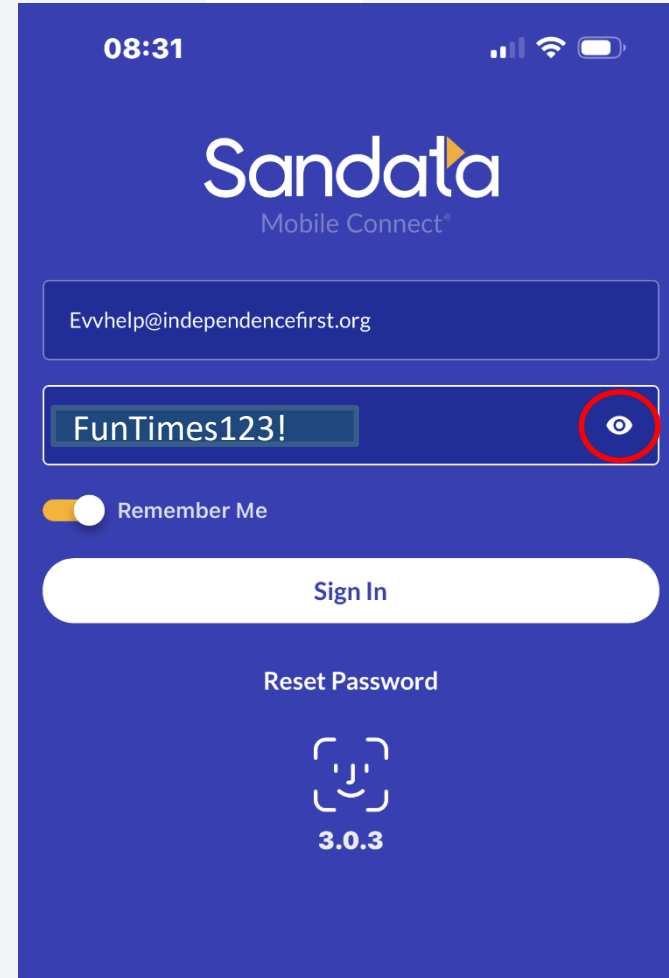 08:31
Sandata
Mobile Connect®
Evvhelp@independencefirst.org
FunTimes123!
Remember Me
Sign In
Reset Password
3.0.3